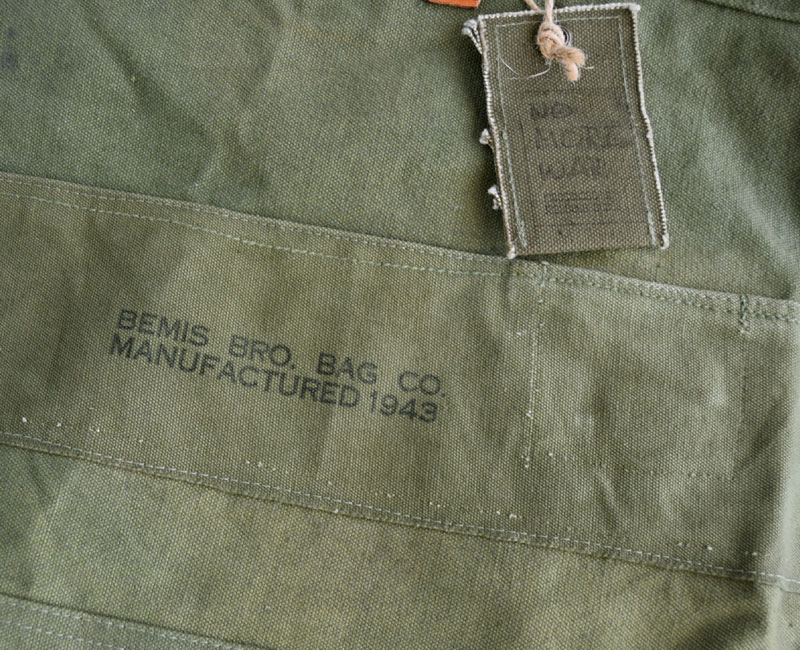 NO
MORE
WAR
BEMIS BRO. BAG CO.
MANUFACTURED 1943